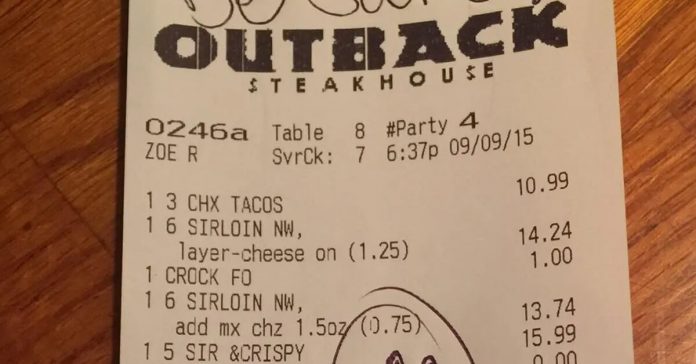 OUTBACK
STEAKHOUSE
0246a Table 8 #Party 4
ZOE R SvrCk: 7 6:37p 09/09/15
1 3 CHX TACOS 10.99
1 6 SIRLOIN NW,
layer-cheese on (1.25) 14.24
1 CROCK FO 1.00
1 6 SIRLOIN NW,
add mx chz 1.5oz (0.75) 13.74
1 5 SIR &CRISPY 15.99
0.00